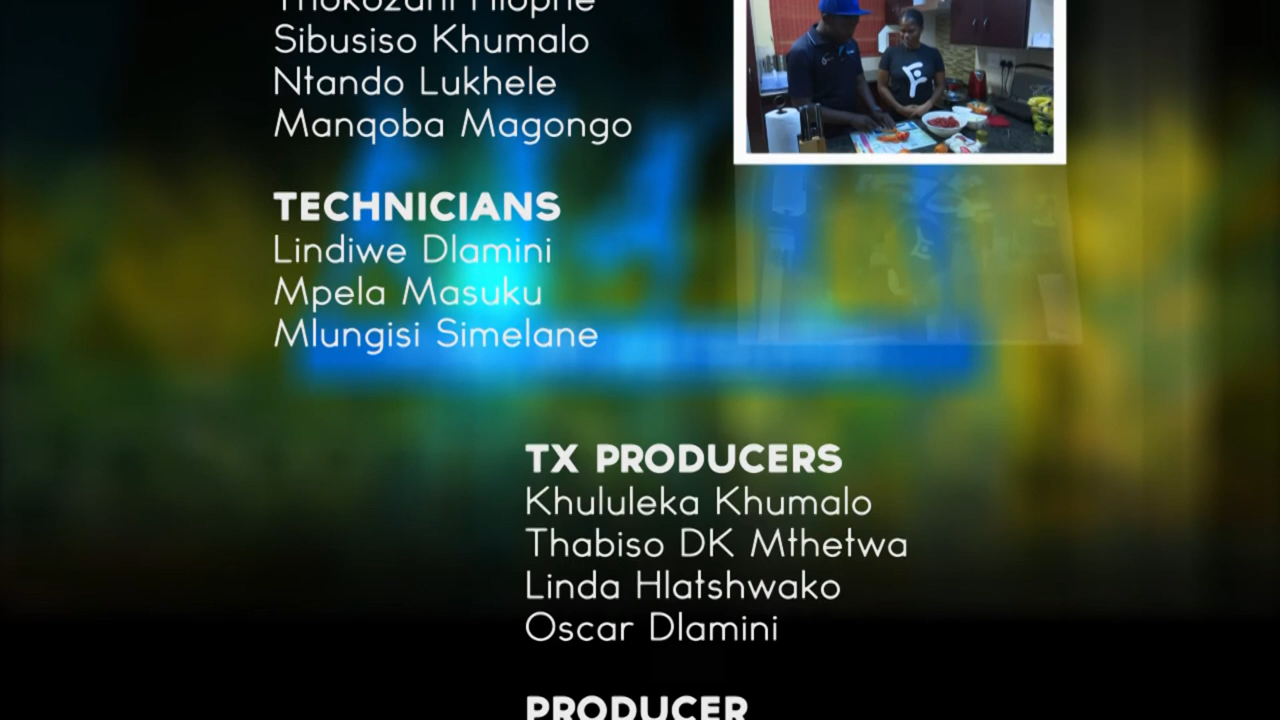 Sibusiso Khumalo
Ntando Lukhele
Manqoba Magongo
TECHNICIANS
Lindiwe Dlamini
Mpela Masuku
Mlungisi Simelane
TX PRODUCERS
Khululeka Khumalo
Thabiso DK Mthetwa
Linda Hlatshwako
Oscar Dlamini
PRODUCER